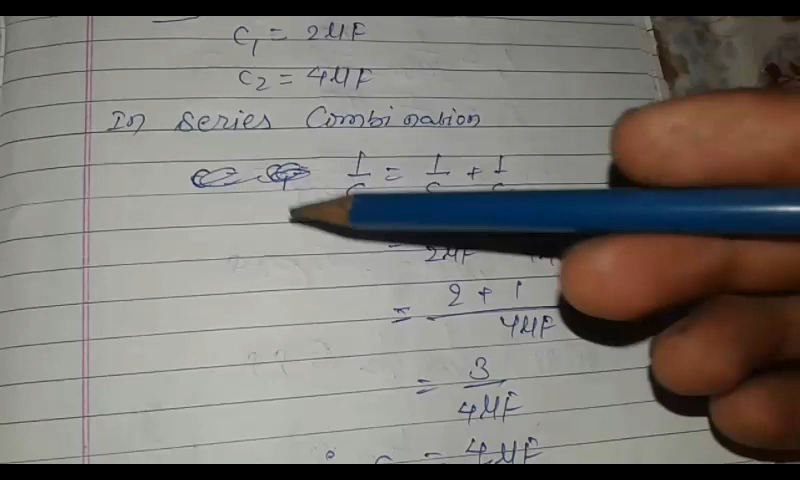 C₁ = 2μF
C₂ = 4μF
In series Combination
1 = 1 + 1
= 2μF
2 + 1
= 4μF
= 3
4μF
= 4μF